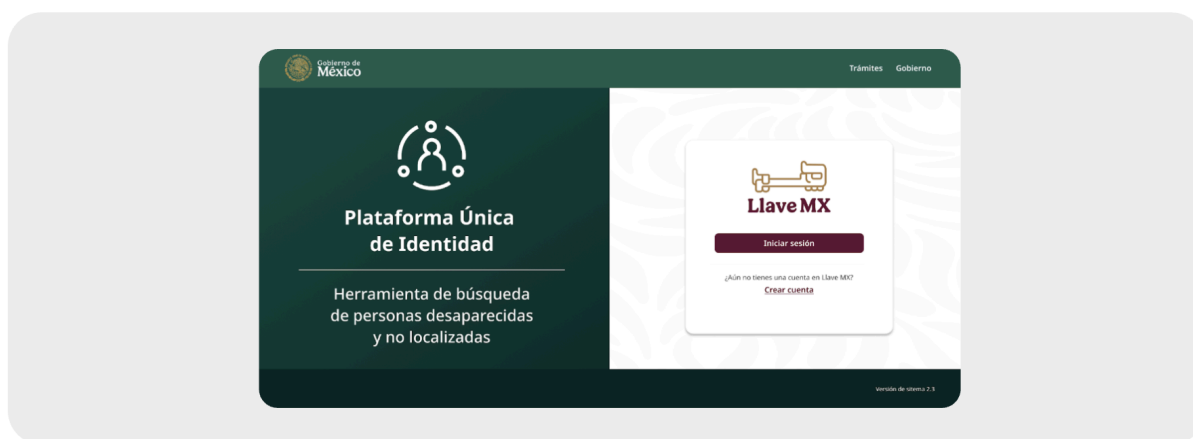 Gobierno de
México
Trámites Gobierno
Plataforma Única
de Identidad
Herramienta de búsqueda
de personas desaparecidas
y no localizadas
Llave MX
Iniciar sesión
¿Aún no tienes una cuenta en Llave MX?
Crear cuenta
Versión de sitema 2.3